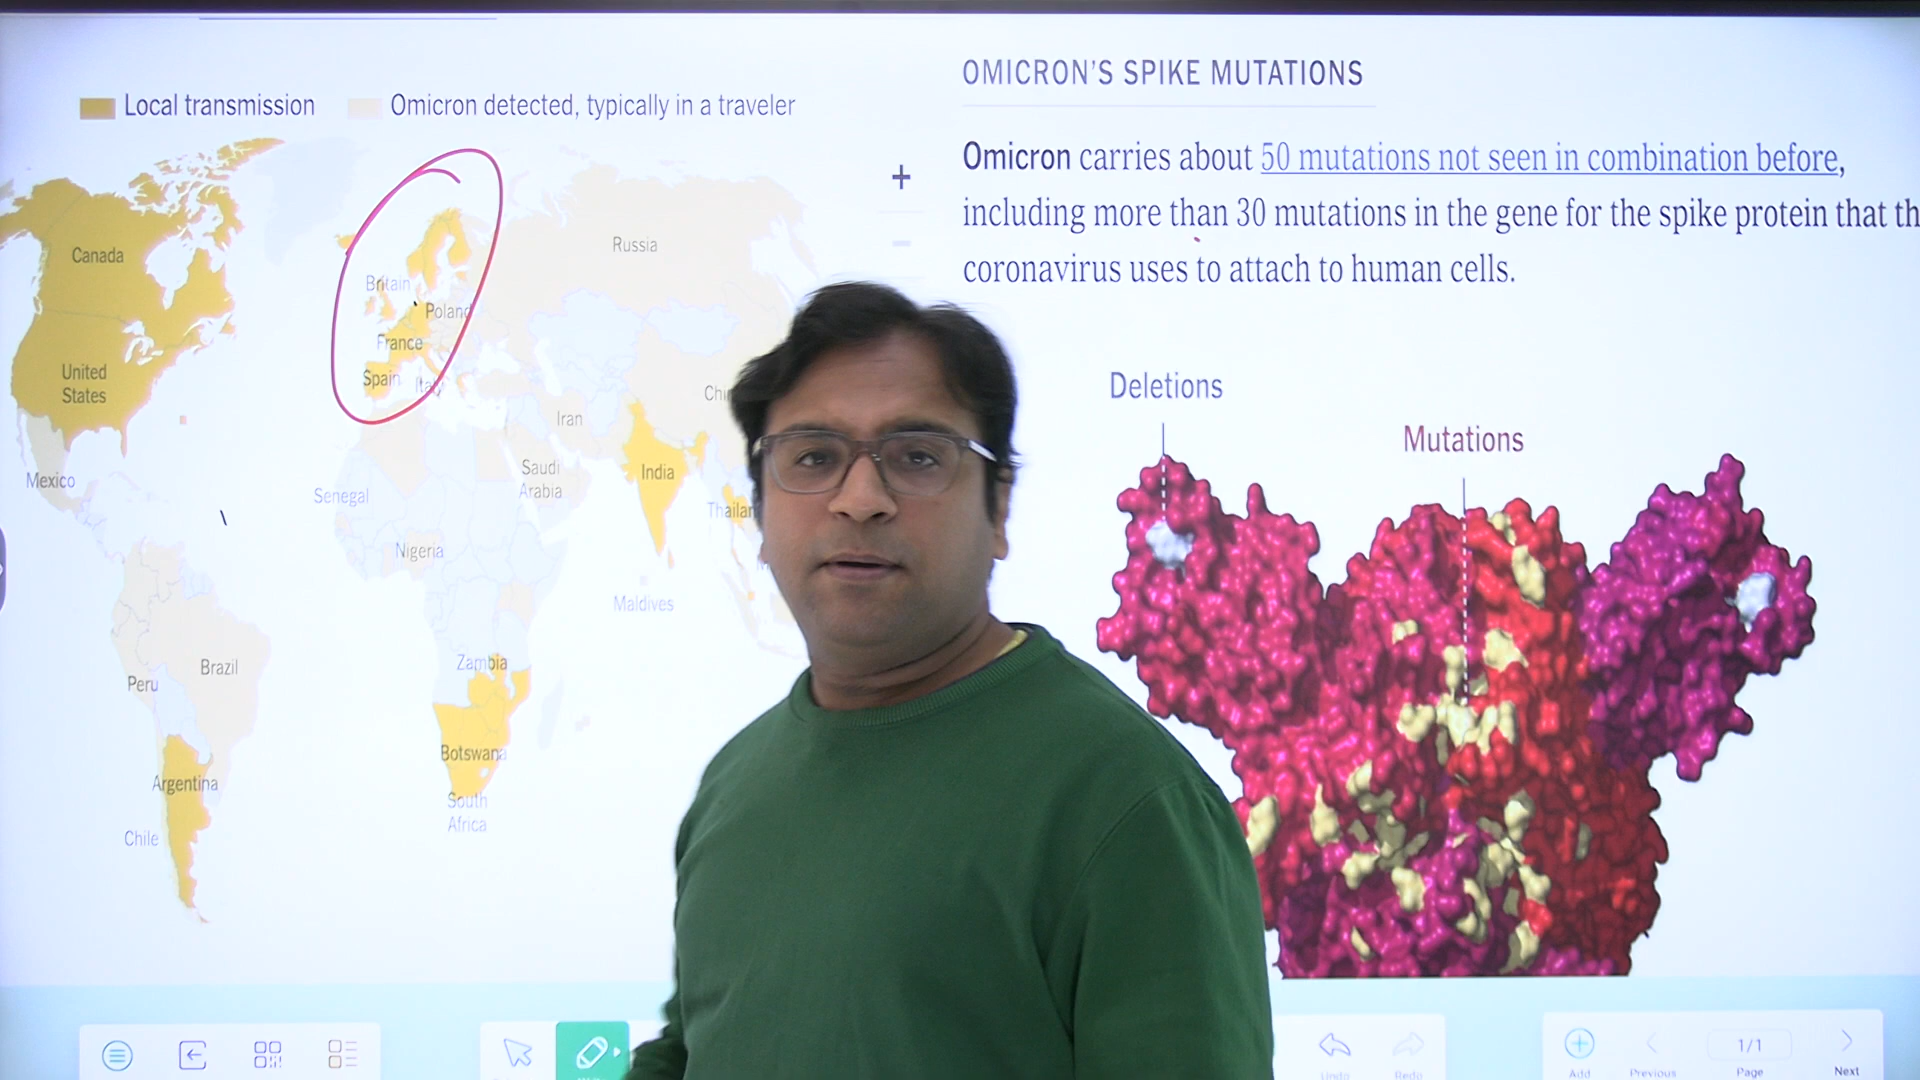 Local transmission
Omicron detected, typically in a traveler
Canada
United
States
Mexico
Brazil
Peru
Argentina
Chile
Britain
Poland
France
Spain
Italy
Russia
Iran
Saudi
Arabia
Senegal
Nigeria
India
Maldives
Zambia
Botswana
South
Africa
+
OMICRON'S SPIKE MUTATIONS
Omicron carries about 50 mutations not seen in combination before,
including more than 30 mutations in the gene for the spike protein that th
coronavirus uses to attach to human cells.
Deletions
Mutations
Undo
Redo
Add
Previous
1/1
Page
Next